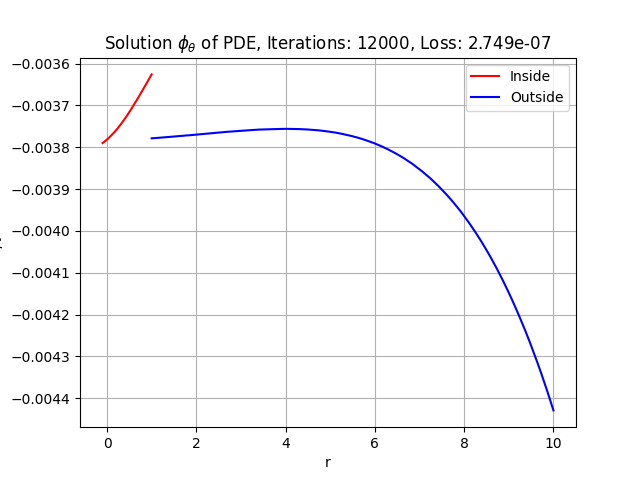 Solution ϕθ of PDE, Iterations: 12000, Loss: 2.749e-07
−0.0036
−0.0037
−0.0038
−0.0039
−0.0040
−0.0041
−0.0042
−0.0043
−0.0044
Inside
Outside
0 2 4 6 8 10
r